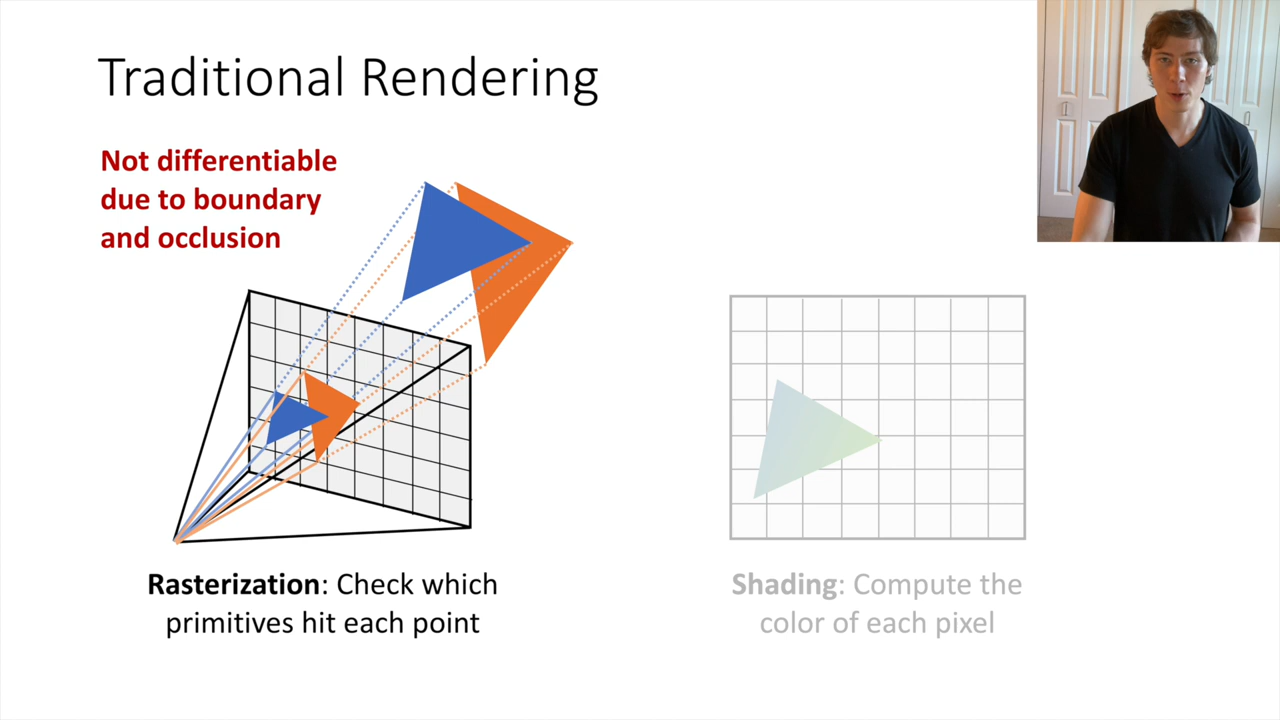 Traditional Rendering
Not differentiable
due to boundary
and occlusion
Rasterization: Check which
primitives hit each point
Shading: Compute the
color of each pixel